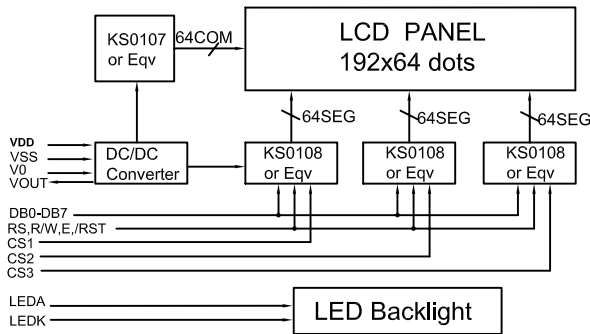 KS0107
or Eqv
64COM
LCD PANEL
192x64 dots
64SEG
64SEG
64SEG
VDD
VSS
V0
VOUT
DC/DC
Converter
KS0108
or Eqv
KS0108
or Eqv
KS0108
or Eqv
DB0-DB7
RS,R/W,E,/RST
CS1
CS2
CS3
LEDA
LEDK
LED Backlight